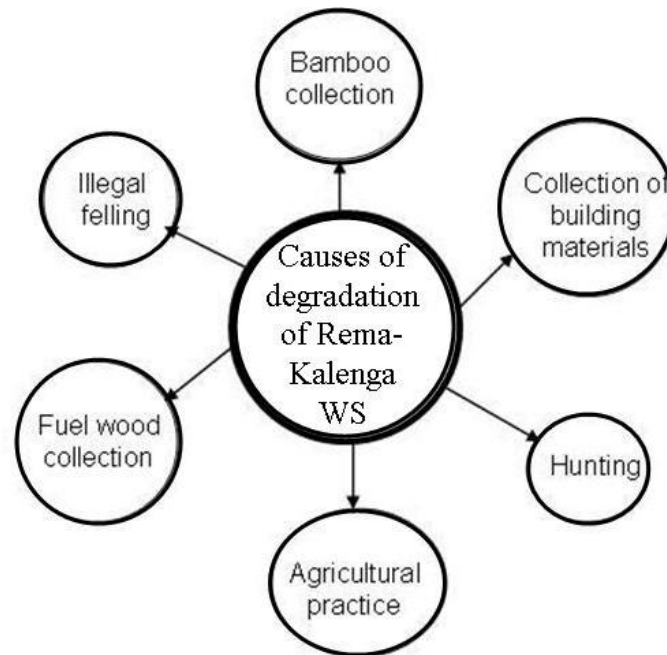 Bamboo
collection
Illegal
felling
Collection of
building
materials
Causes of
degradation
of Rema-
Kalenga
WS
Fuel wood
collection
Hunting
Agricultural
practice